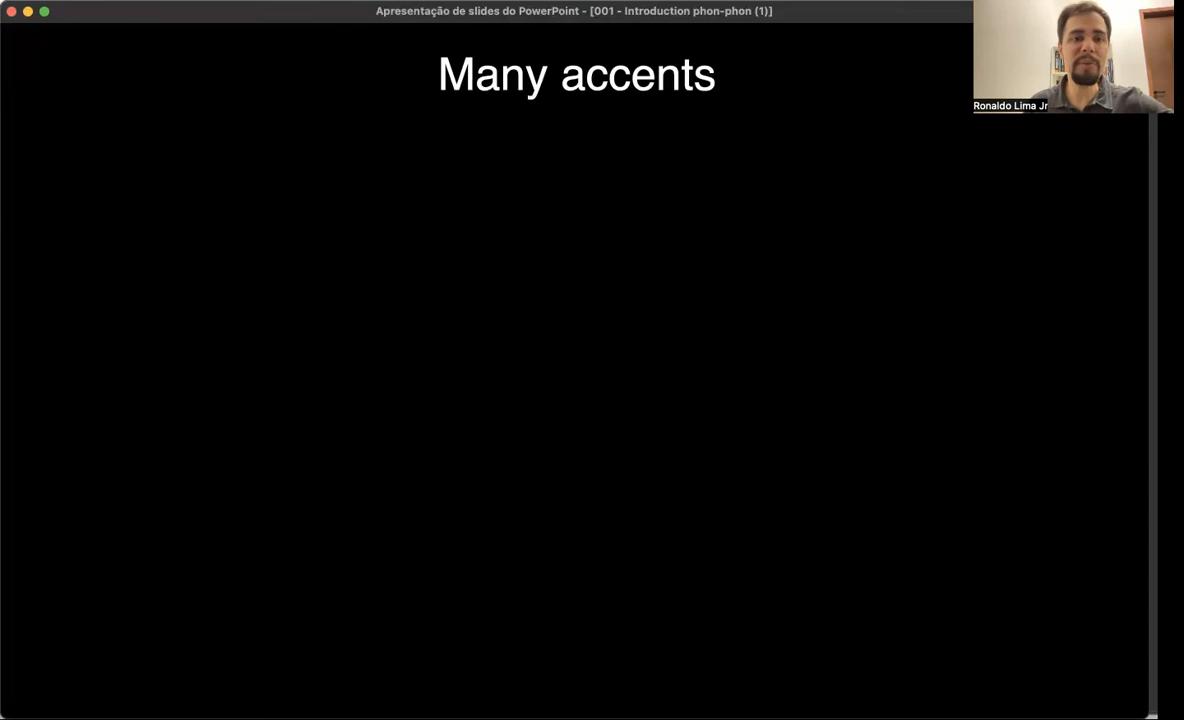 Apresentação de slides do PowerPoint - [001 - Introduction phon-phon (1)]
Many accents
Ronaldo Lima Jr